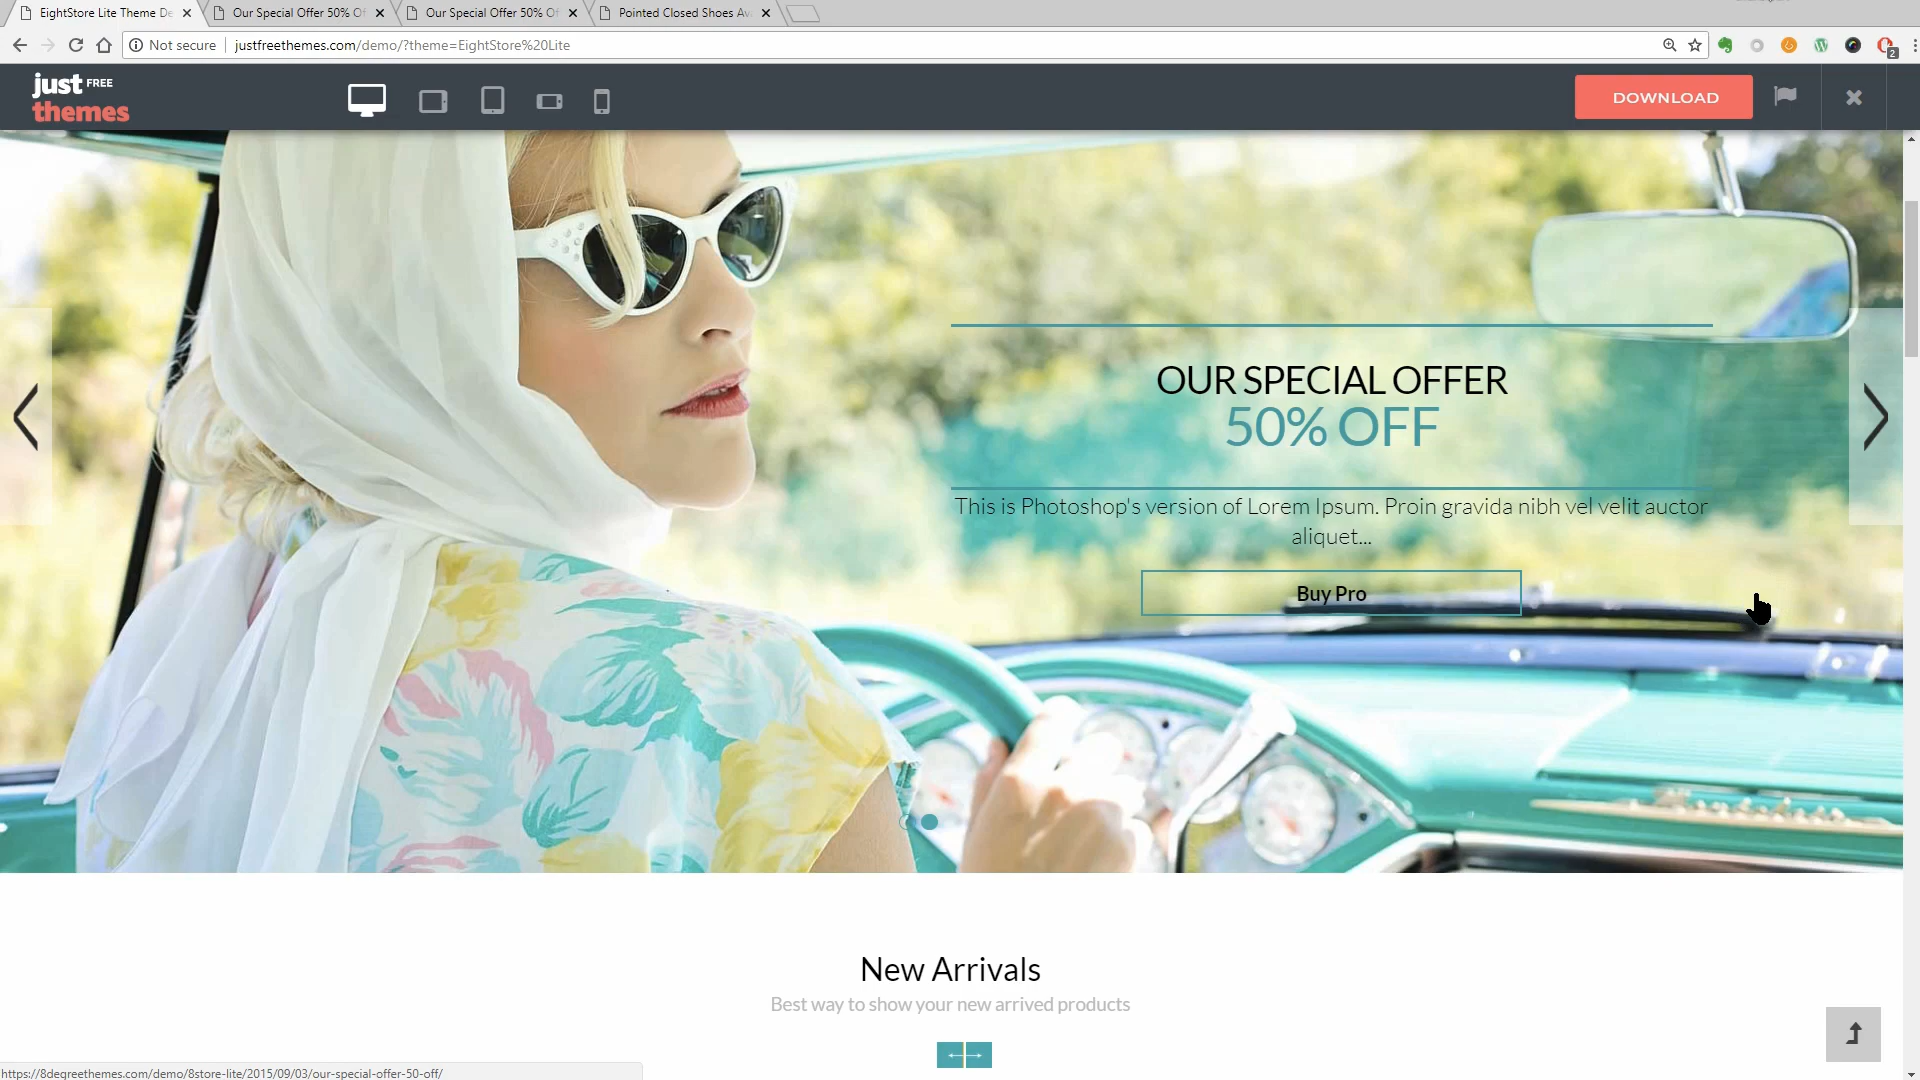 EightStore Lite Theme De
Our Special Offer 50% Of
Our Special Offer 50% Of
Pointed Closed Shoes Av
Not secure
justfreethemes.com/demo/?theme=EightStore%20Lite
2
just FREE
themes
DOWNLOAD
OUR SPECIAL OFFER
50% OFF
This is Photoshop's version of Lorem Ipsum. Proin gravida nibh vel velit auctor
aliquet...
Buy Pro
New Arrivals
Best way to show your new arrived products
https://8degreethemes.com/demo/8store-lite/2015/09/03/our-special-offer-50-off/